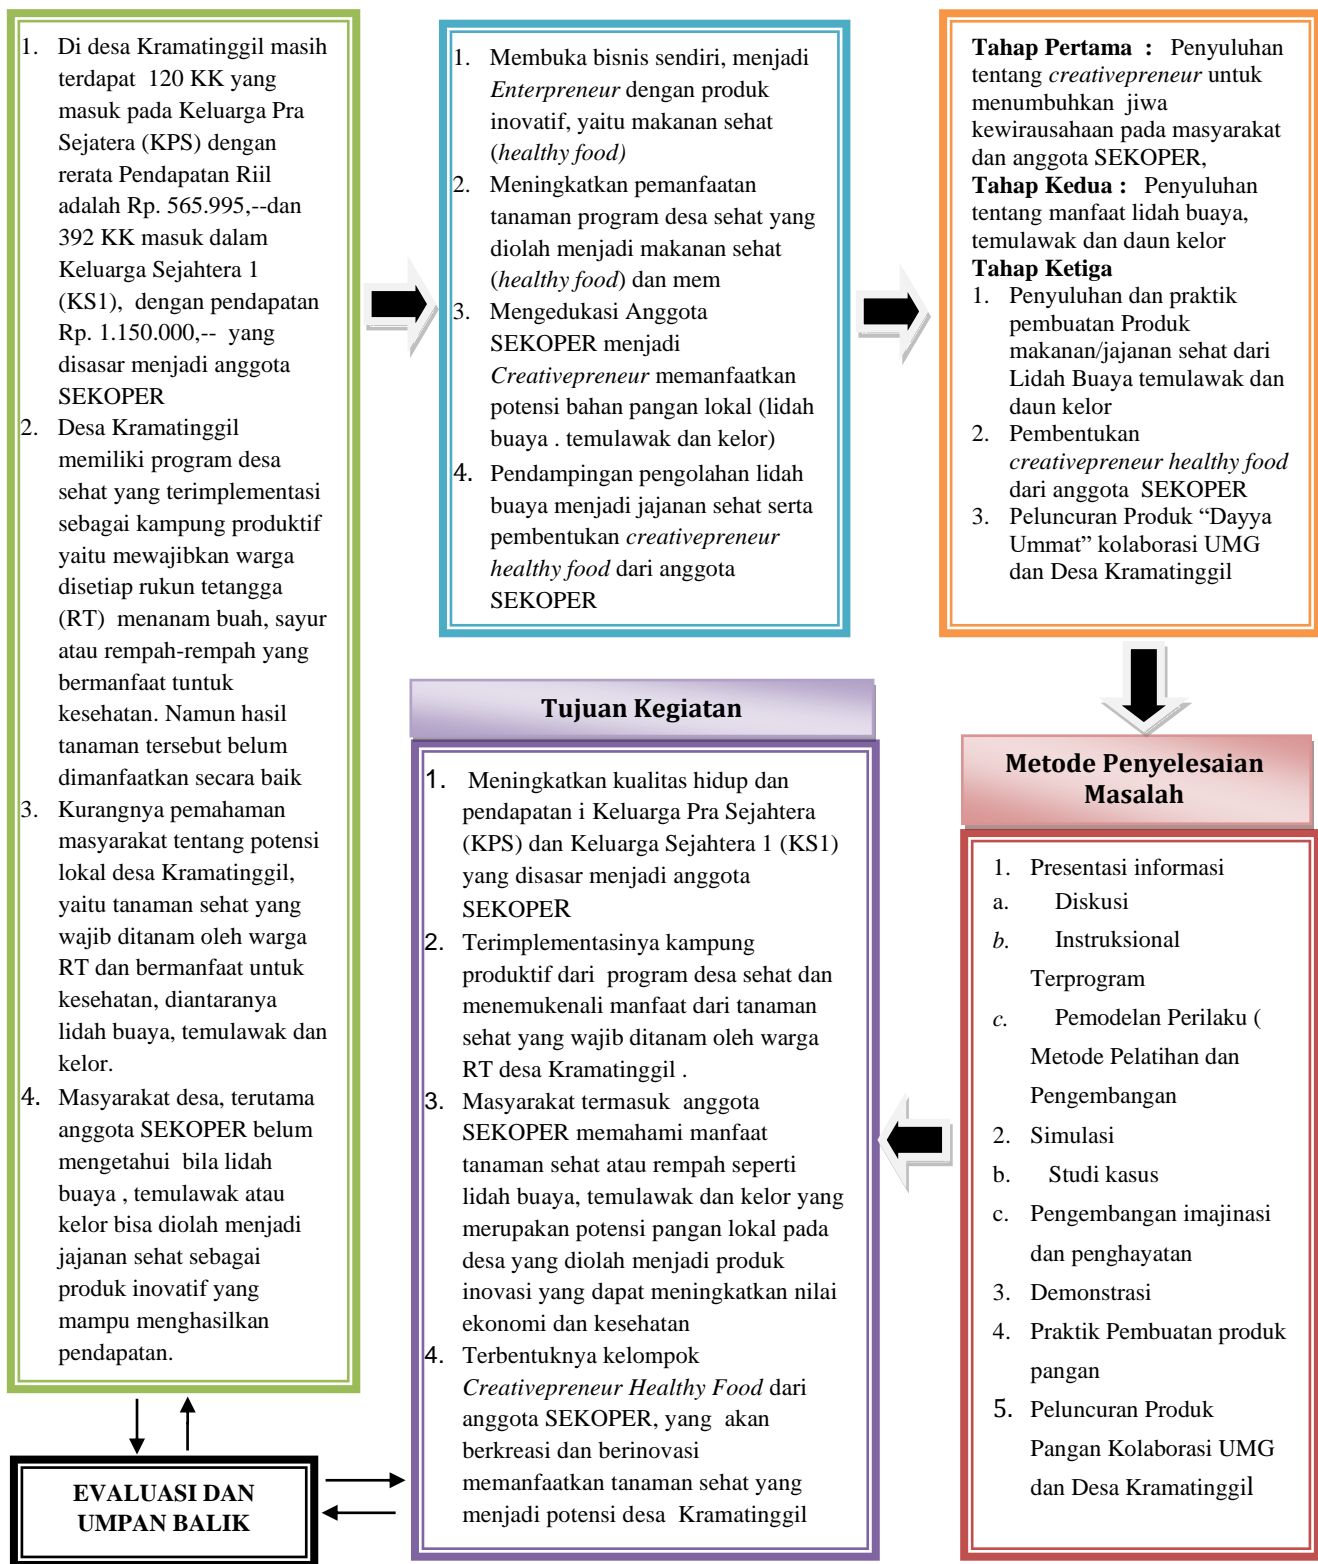 1. Di desa Kramatinggil masih
terdapat 120 KK yang
masuk pada Keluarga Pra
Sejatera (KPS) dengan
rerata Pendapatan Riil
adalah Rp. 565.995,--dan
392 KK masuk dalam
Keluarga Sejahtera 1
(KS1), dengan pendapatan
Rp. 1.150.000,-- yang
disasar menjadi anggota
SEKOPER
2. Desa Kramatinggil
memiliki program desa
sehat yang terimplementasi
sebagai kampung produktif
yaitu mewajibkan warga
disetiap rukun tetangga
(RT) menanam buah, sayur
atau rempah-rempah yang
bermanfaat tuntuk
kesehatan. Namun hasil
tanaman tersebut belum
dimanfaatkan secara baik
3. Kurangnya pemahaman
masyarakat tentang potensi
lokal desa Kramatinggil,
yaitu tanaman sehat yang
wajib ditanam oleh warga
RT dan bermanfaat untuk
kesehatan, diantaranya
lidah buaya, temulawak dan
kelor.
4. Masyarakat desa, terutama
anggota SEKOPER belum
mengetahui bila lidah
buaya , temulawak atau
kelor bisa diolah menjadi
jajanan sehat sebagai
produk inovatif yang
mampu menghasilkan
pendapatan.
1. Membuka bisnis sendiri, menjadi
Enterpreneur dengan produk
inovatif, yaitu makanan sehat
(healthy food)
2. Meningkatkan pemanfaatan
tanaman program desa sehat yang
diolah menjadi makanan sehat
(healthy food) dan mem
3. Mengedukasi Anggota
SEKOPER menjadi
Creativepreneur memanfaatkan
potensi bahan pangan lokal (lidah
buaya . temulawak dan kelor)
4. Pendampingan pengolahan lidah
buaya menjadi jajanan sehat serta
pembentukan creativepreneur
healthy food dari anggota
SEKOPER
Tahap Pertama : Penyuluhan
tentang creativepreneur untuk
menumbuhkan jiwa
kewirausahaan pada masyarakat
dan anggota SEKOPER,
Tahap Kedua : Penyuluhan
tentang manfaat lidah buaya,
temulawak dan daun kelor
Tahap Ketiga
1. Penyuluhan dan praktik
pembuatan Produk
makanan/jajanan sehat dari
Lidah Buaya temulawak dan
daun kelor
2. Pembentukan
creativepreneur healthy food
dari anggota SEKOPER
3. Peluncuran Produk “Dayya
Ummat” kolaborasi UMG
dan Desa Kramatinggil
Metode Penyelesaian
Masalah
1. Presentasi informasi
a. Diskusi
b. Instruksional
Terprogram
c. Pemodelan Perilaku (
Metode Pelatihan dan
Pengembangan
2. Simulasi
b. Studi kasus
c. Pengembangan imajinasi
dan penghayatan
3. Demonstrasi
4. Praktik Pembuatan produk
pangan
5. Peluncuran Produk
Pangan Kolaborasi UMG
dan Desa Kramatinggil
Tujuan Kegiatan
1. Meningkatkan kualitas hidup dan
pendapatan i Keluarga Pra Sejahtera
(KPS) dan Keluarga Sejahtera 1 (KS1)
yang disasar menjadi anggota
SEKOPER
2. Terimplementasinya kampung
produktif dari program desa sehat dan
menemukenali manfaat dari tanaman
sehat yang wajib ditanam oleh warga
RT desa Kramatinggil .
3. Masyarakat termasuk anggota
SEKOPER memahami manfaat
tanaman sehat atau rempah seperti
lidah buaya, temulawak dan kelor yang
merupakan potensi pangan lokal pada
desa yang diolah menjadi produk
inovasi yang dapat meningkatkan nilai
ekonomi dan kesehatan
4. Terbentuknya kelompok
Creativepreneur Healthy Food dari
anggota SEKOPER, yang akan
berkreasi dan berinovasi
memanfaatkan tanaman sehat yang
menjadi potensi desa Kramatinggil
EVALUASI DAN
UMPAN BALIK